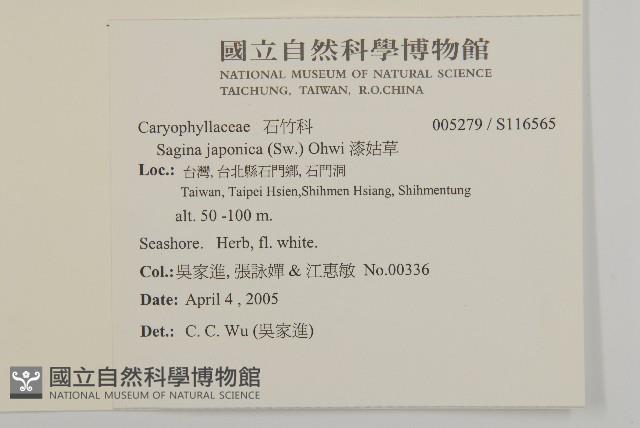 國立自然科學博物館
NATIONAL MUSEUM OF NATURAL SCIENCE
TAICHUNG, TAIWAN, R.O.CHINA
Caryophyllaceae 石竹科 005279 / S116565
Sagina japonica (Sw.) Ohwi 漆姑草
Loc.: 台灣, 台北縣石門鄉, 石門洞
Taiwan, Taipei Hsien,Shihmen Hsiang, Shihmentung
alt. 50 -100 m.
Seashore. Herb, fl. white.
Col.:吳家進, 張詠嬋 & 江惠敏 No.00336
Date: April 4 , 2005
Det.: C. C. Wu (吳家進)
國立自然科學博物館
NATIONAL MUSEUM OF NATURAL SCIENCE